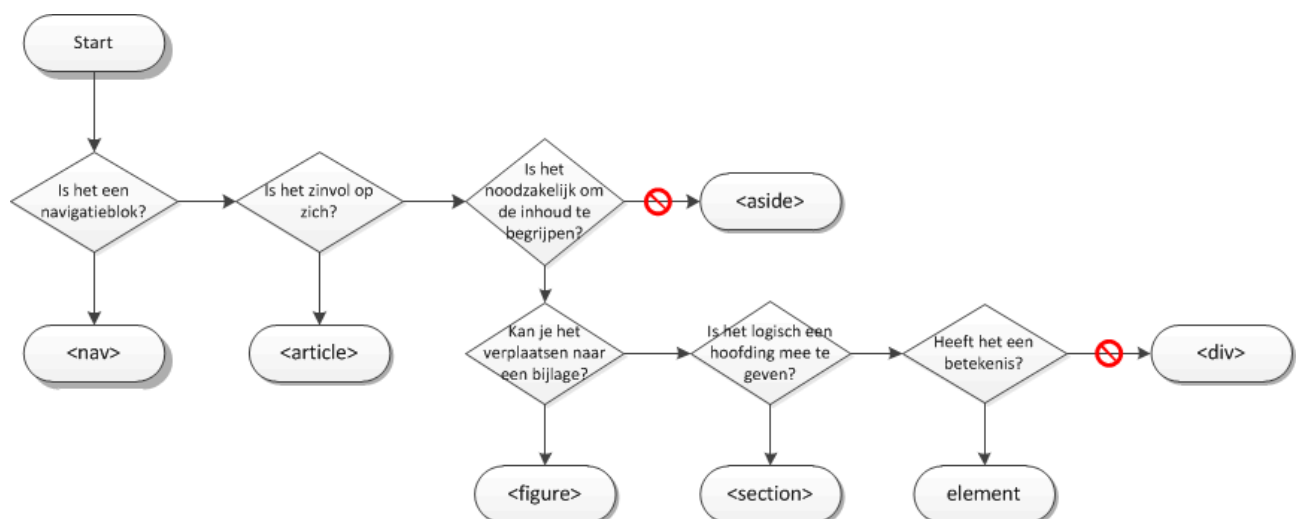 Start
Is het een
navigatieblok?
Is het zinvol op
zich?
Is het
noodzakelijk om
de inhoud te
begrijpen?
<aside>
<nav>
<article>
Kan je het
verplaatsen naar
een bijlage?
Is het logisch een
hoofding mee te
geven?
Heeft het een
betekenis?
<div>
<figure>
<section>
element